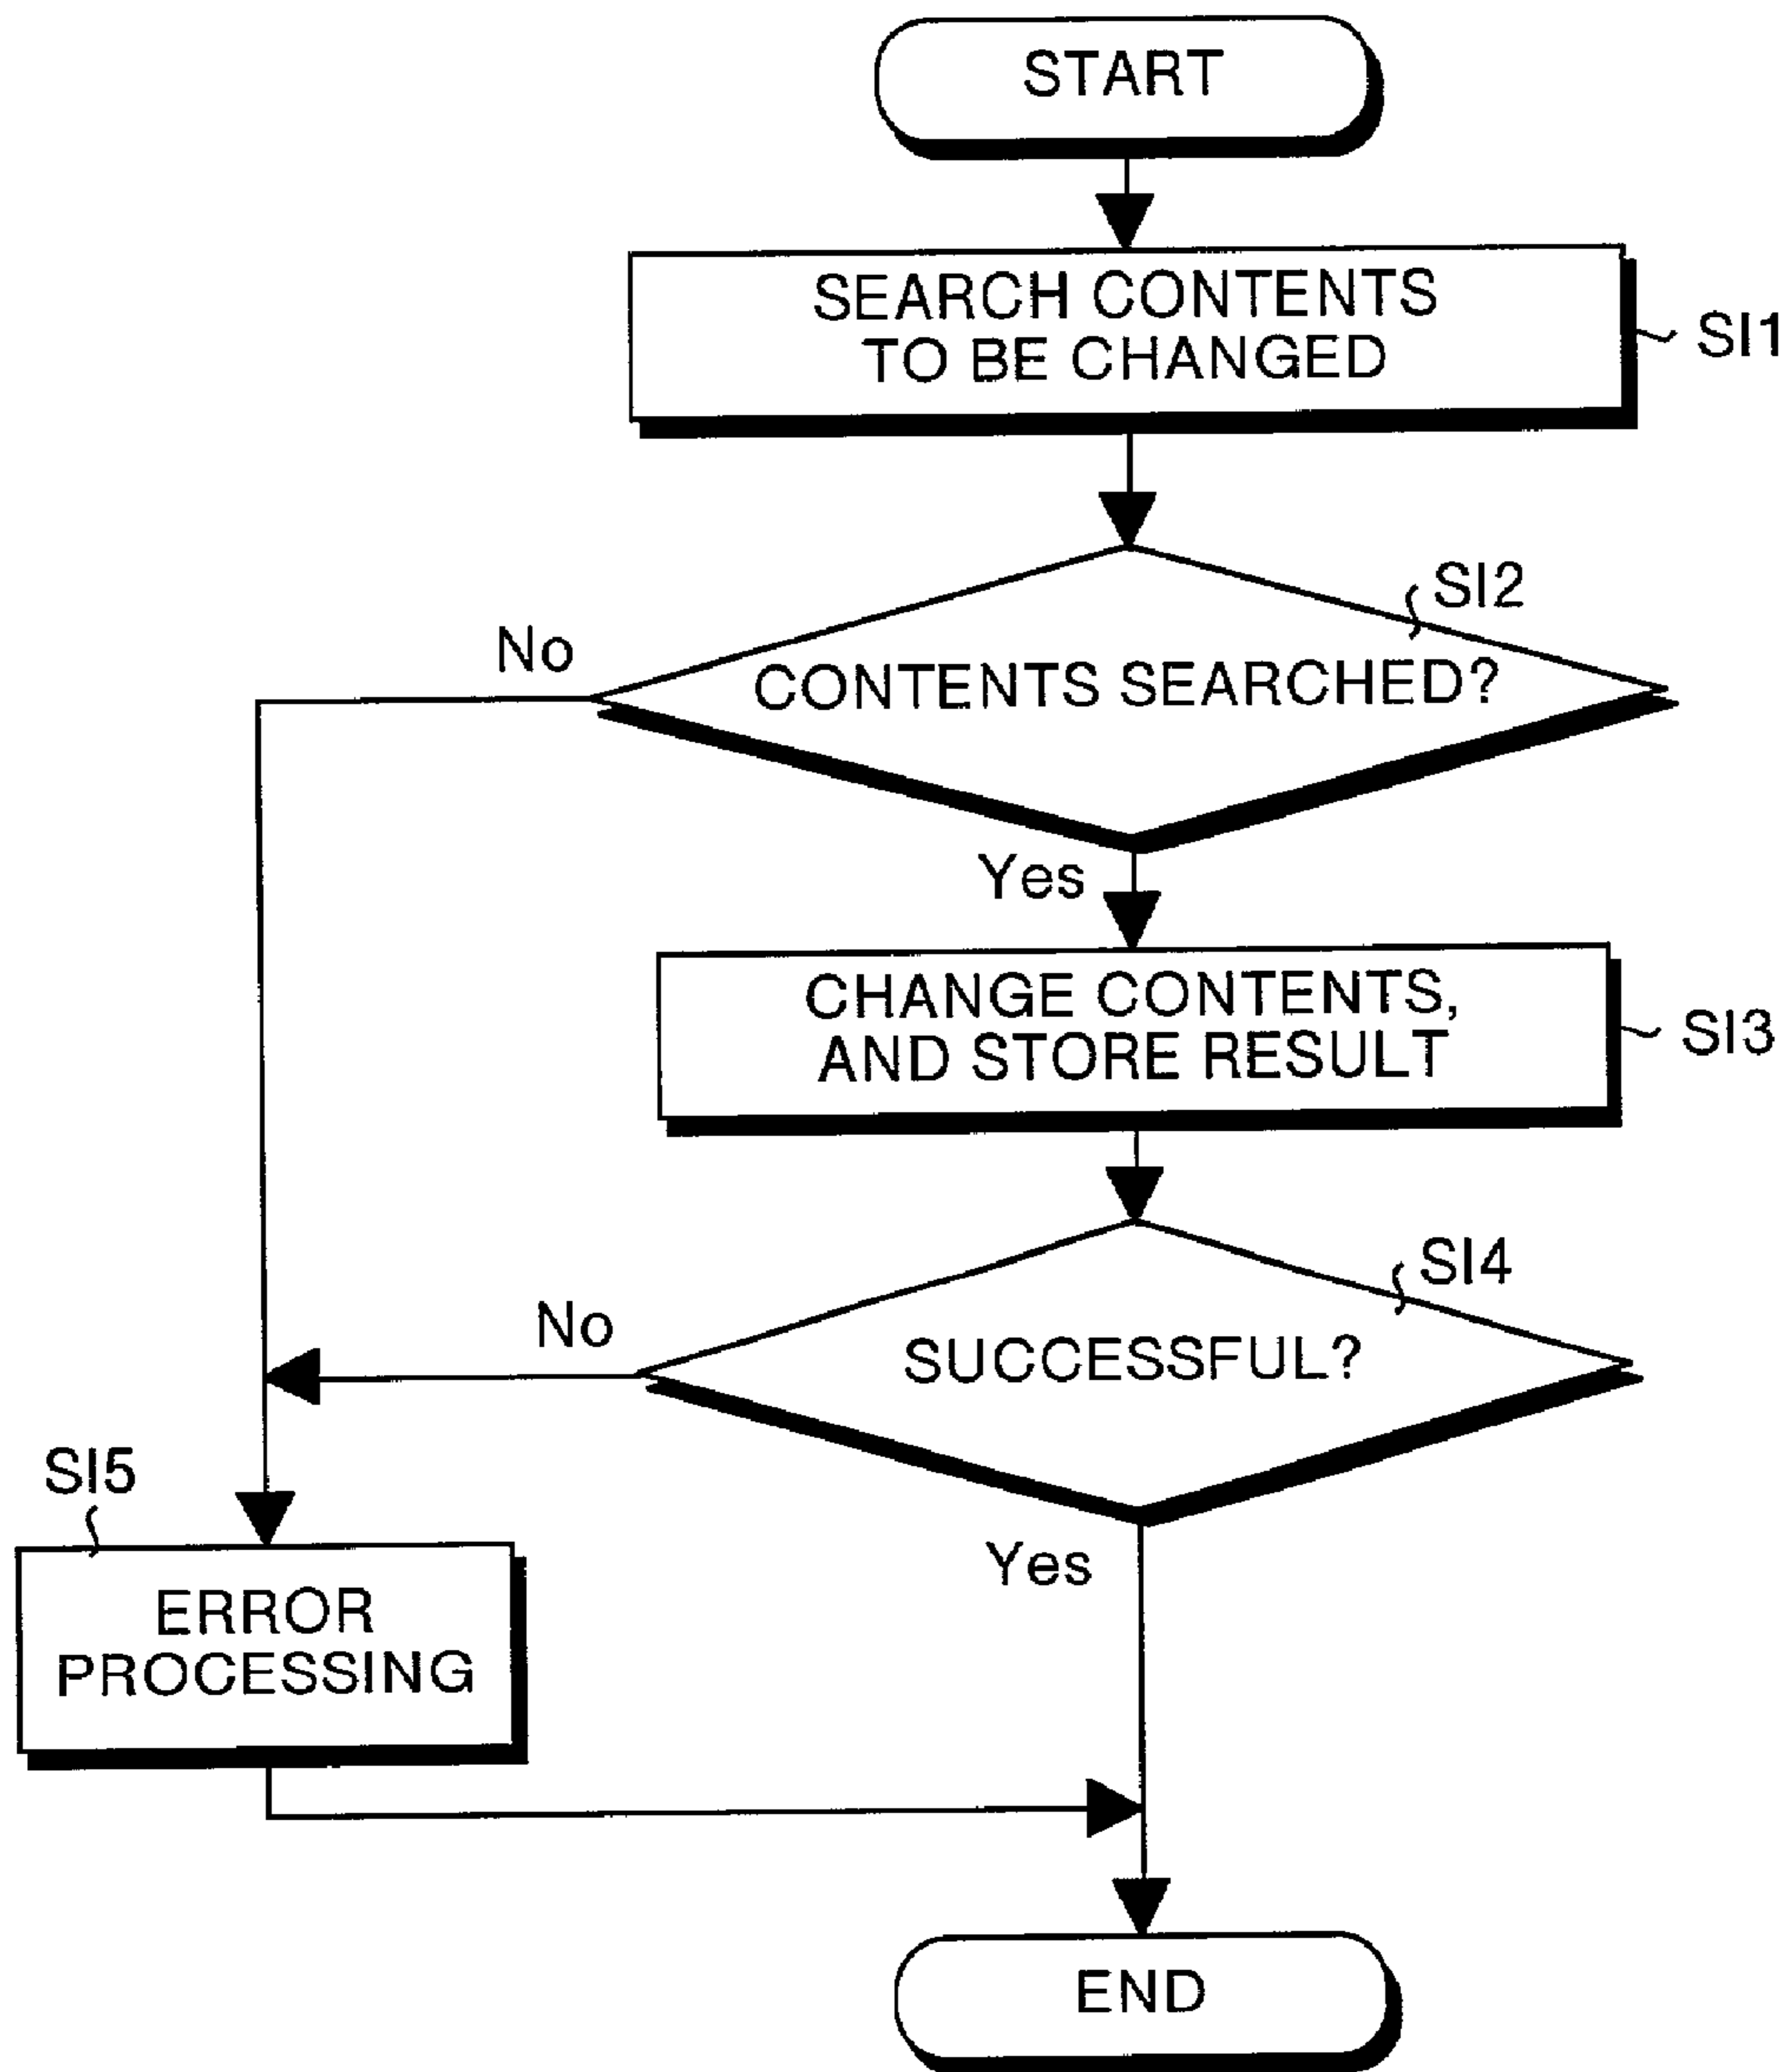 START
SEARCH CONTENTS
TO BE CHANGED
SI1
SI2
No
CONTENTS SEARCHED?
Yes
CHANGE CONTENTS,
AND STORE RESULT
SI3
SI4
No
SUCCESSFUL?
SI5
Yes
ERROR
PROCESSING
END